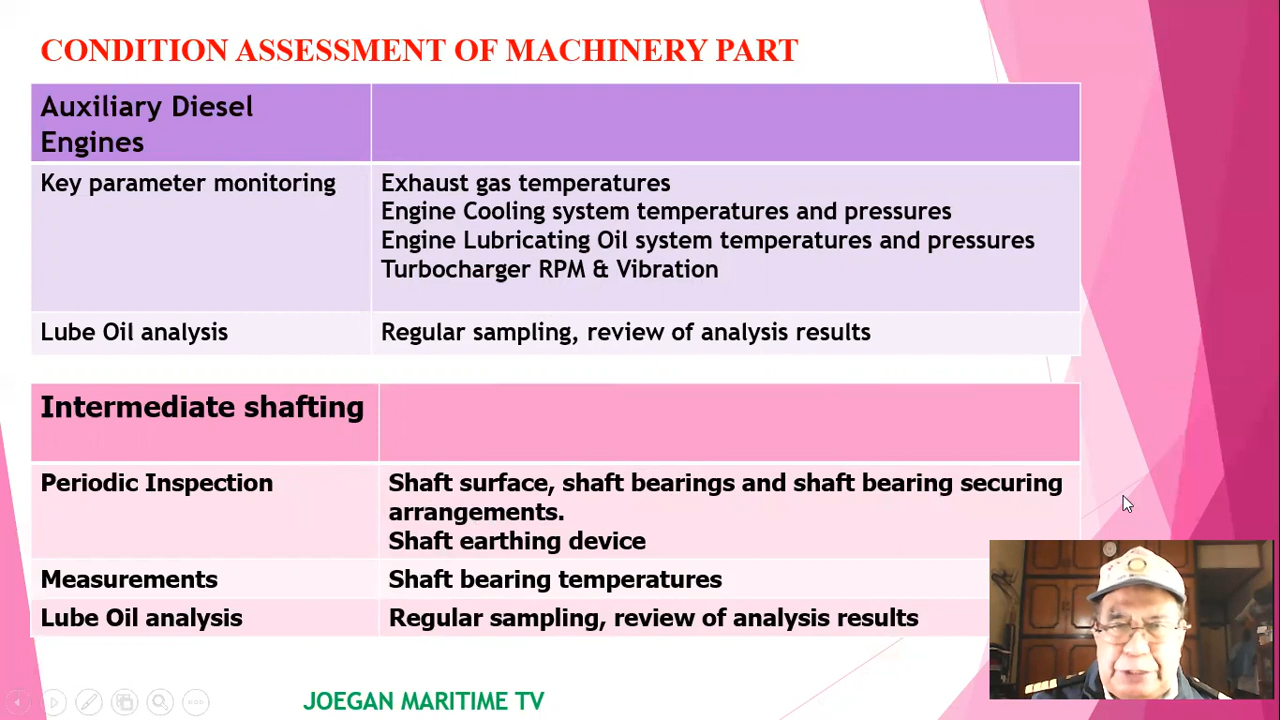 CONDITION ASSESSMENT OF MACHINERY PART
Auxiliary Diesel
Engines
Key parameter monitoring
Exhaust gas temperatures
Engine Cooling system temperatures and pressures
Engine Lubricating Oil system temperatures and pressures
Turbocharger RPM & Vibration
Lube Oil analysis
Regular sampling, review of analysis results
Intermediate shafting
Periodic Inspection
Shaft surface, shaft bearings and shaft bearing securing
arrangements.
Shaft earthing device
Measurements
Shaft bearing temperatures
Lube Oil analysis
Regular sampling, review of analysis results
JOEGAN MARITIME TV